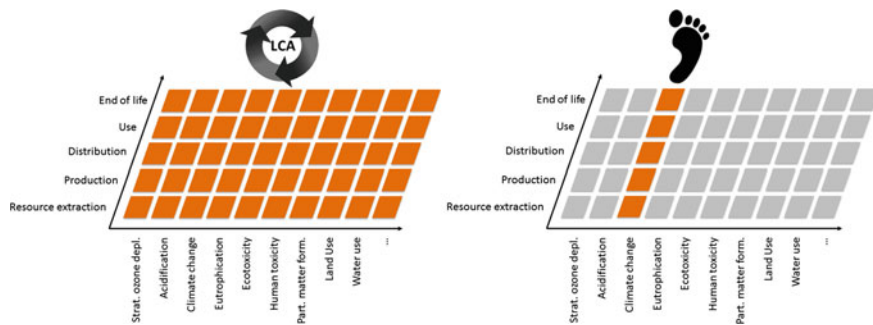 LCA
End of life
Use
Distribution
Production
Resource extraction
Strat. ozone depl.
Acidification
Climate change
Eutrophication
Ecotoxicity
Human toxicity
Part. matter form.
Land Use
Water use
...
End of life
Use
Distribution
Production
Resource extraction
Strat. ozone depl.
Acidification
Climate change
Eutrophication
Ecotoxicity
Human toxicity
Part. matter form.
Land Use
Water use
...